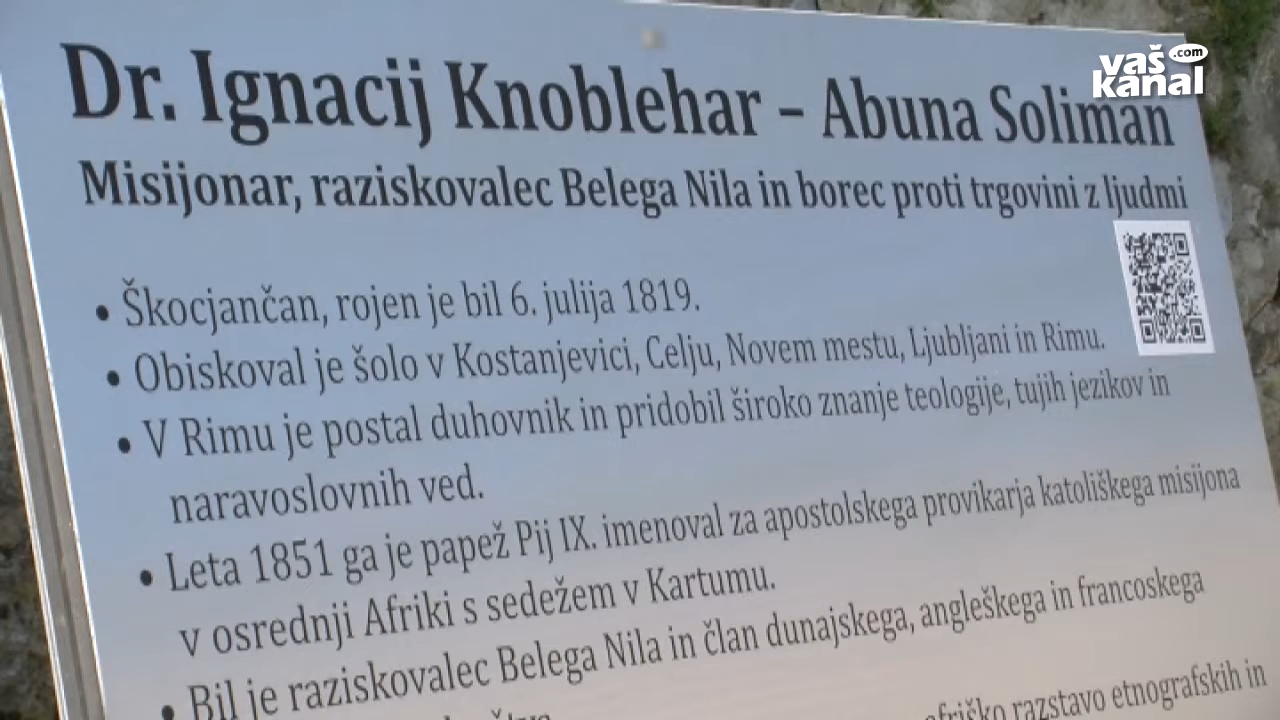 vaš .com
kanal
Dr. Ignacij Knoblehar – Abuna Soliman
Misijonar, raziskovalec Belega Nila in borec proti trgovini z ljudmi
• Škocjančan, rojen je bil 6. julija 1819.
• Obiskoval je šolo v Kostanjevici, Celju, Novem mestu, Ljubljani in Rimu.
• V Rimu je postal duhovnik in pridobil široko znanje teologije, tujih jezikov in
naravoslovnih ved.
• Leta 1851 ga je papež Pij IX. imenoval za apostolskega provikarja katoliškega misijona
v osrednji Afriki s sedežem v Kartumu.
• Bil je raziskovalec Belega Nila in član dunajskega, angleškega in francoskega
razstavo etnografskih in